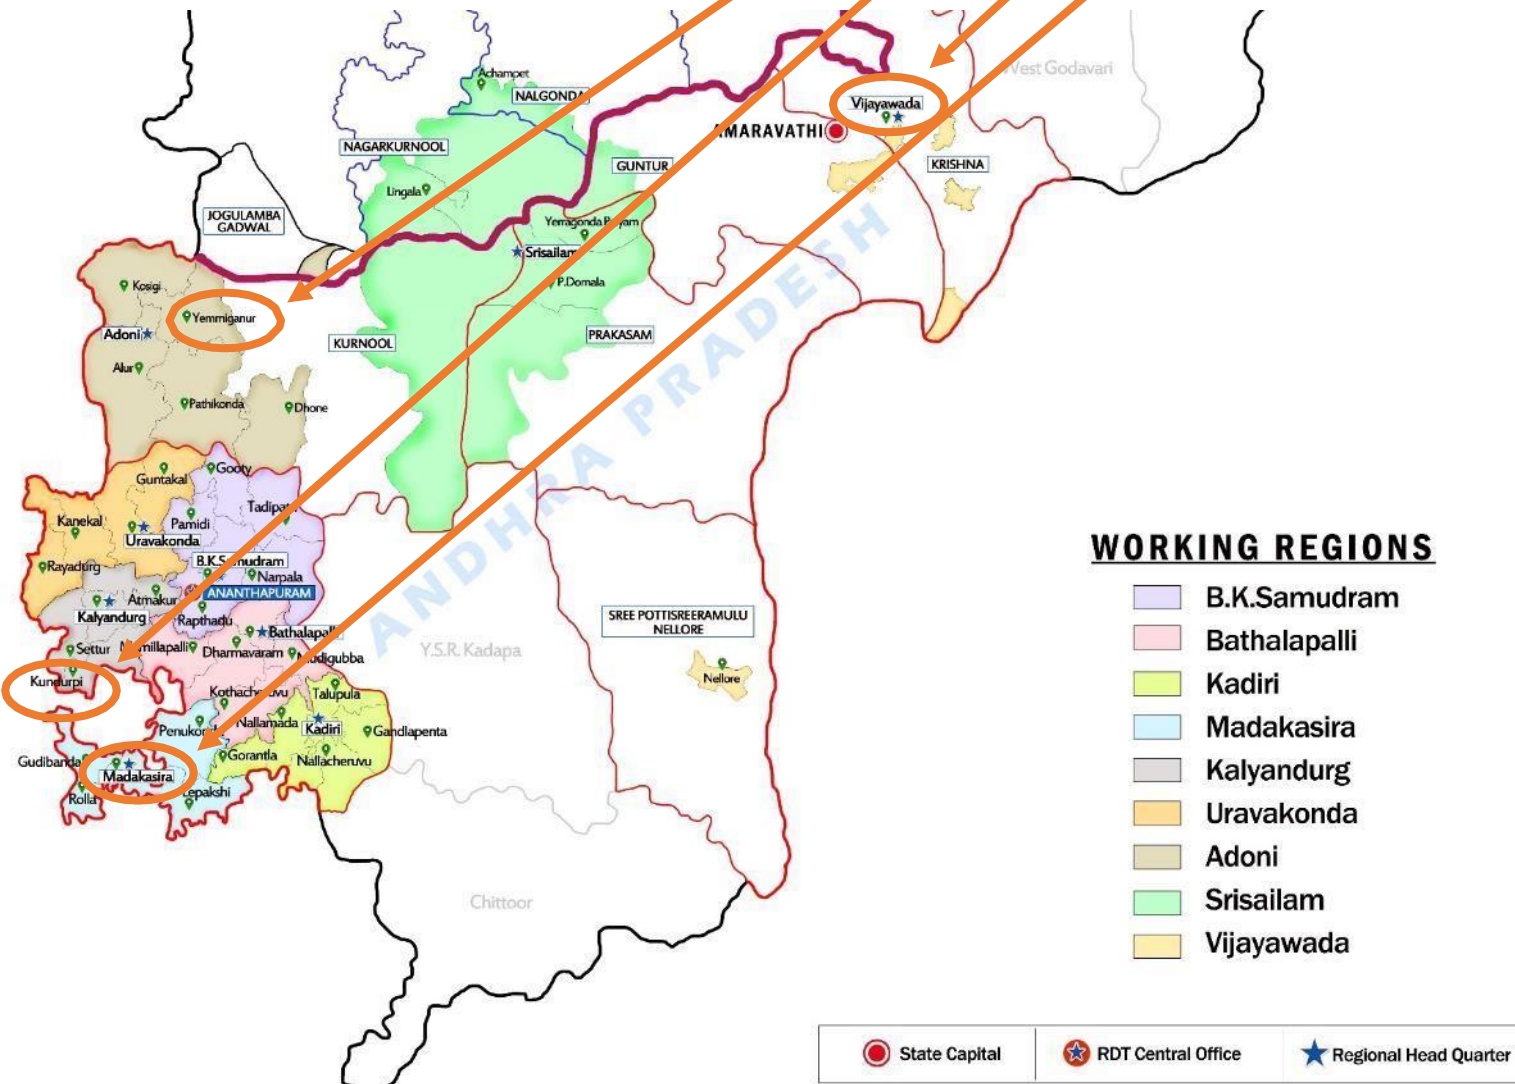 West Godavari
Achampet
NALGONDA
Vijayawada
AMARAVATHI
NAGARKURNOOL
GUNTUR
KRISHNA
Lingala
JOGULAMBA
GADWAL
Yerragonda Palyam
Srisailam
Kosigi
P.Domala
Yemmiganur
Adoni
KURNOOL
PRAKASAM
Alur
Pathikonda
Dhone
ANDHRA PRADESH
Guntakal
Gooty
Tadipatri
Kanekal
Pamidi
Uravakonda
WORKING REGIONS
B.K.Samudram
Rayadurg
Narpala
ANANTHAPURAM
Atmakur
Kalyandurg
Rapthadu
SREE POTTISREERAMULU
NELLORE
Bathalapalli
Settur
Dharmavaram
Mudigubba
Y.S.R. Kadapa
Kundurpi
Nellore
Kothacheruvu
Talupula
Penukonda
Nallamada
Kadiri
Gandlapenta
Gudibanda
Gorantla
Nallacheruvu
Madakasira
Rolla
Lepakshi
Chittoor
B.K.Samudram
Bathalapalli
Kadiri
Madakasira
Kalyandurg
Uravakonda
Adoni
Srisailam
Vijayawada
State Capital
RDT Central Office
Regional Head Quarter